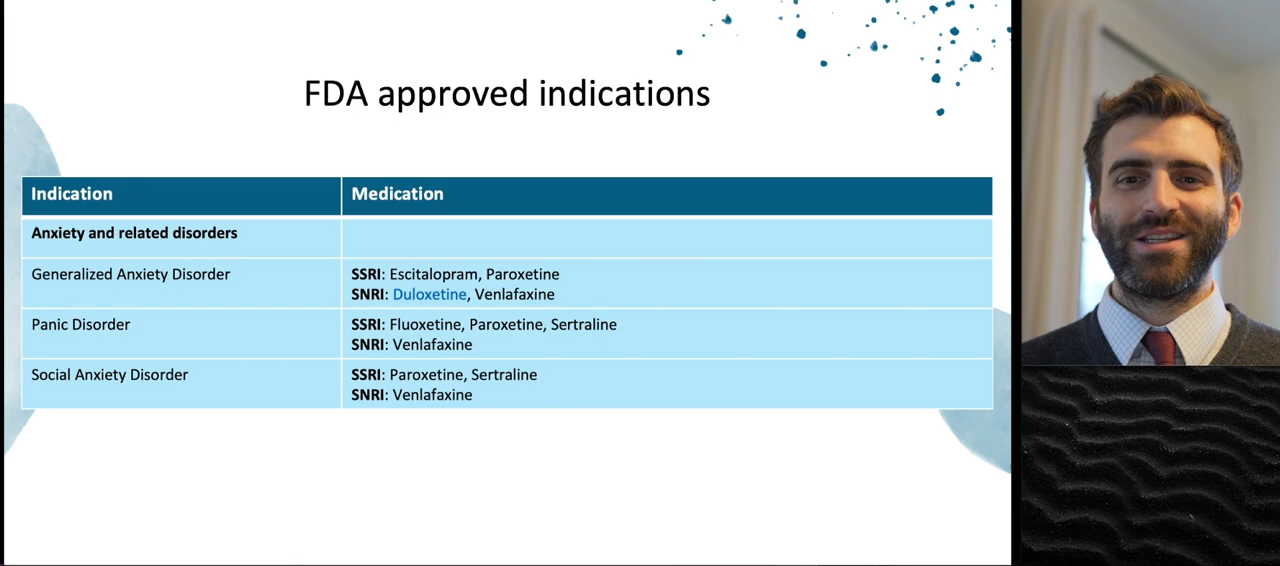 FDA approved indications
Indication Medication
Anxiety and related disorders
Generalized Anxiety Disorder
SSRI: Escitalopram, Paroxetine
SNRI: Duloxetine, Venlafaxine
Panic Disorder
SSRI: Fluoxetine, Paroxetine, Sertraline
SNRI: Venlafaxine
Social Anxiety Disorder
SSRI: Paroxetine, Sertraline
SNRI: Venlafaxine